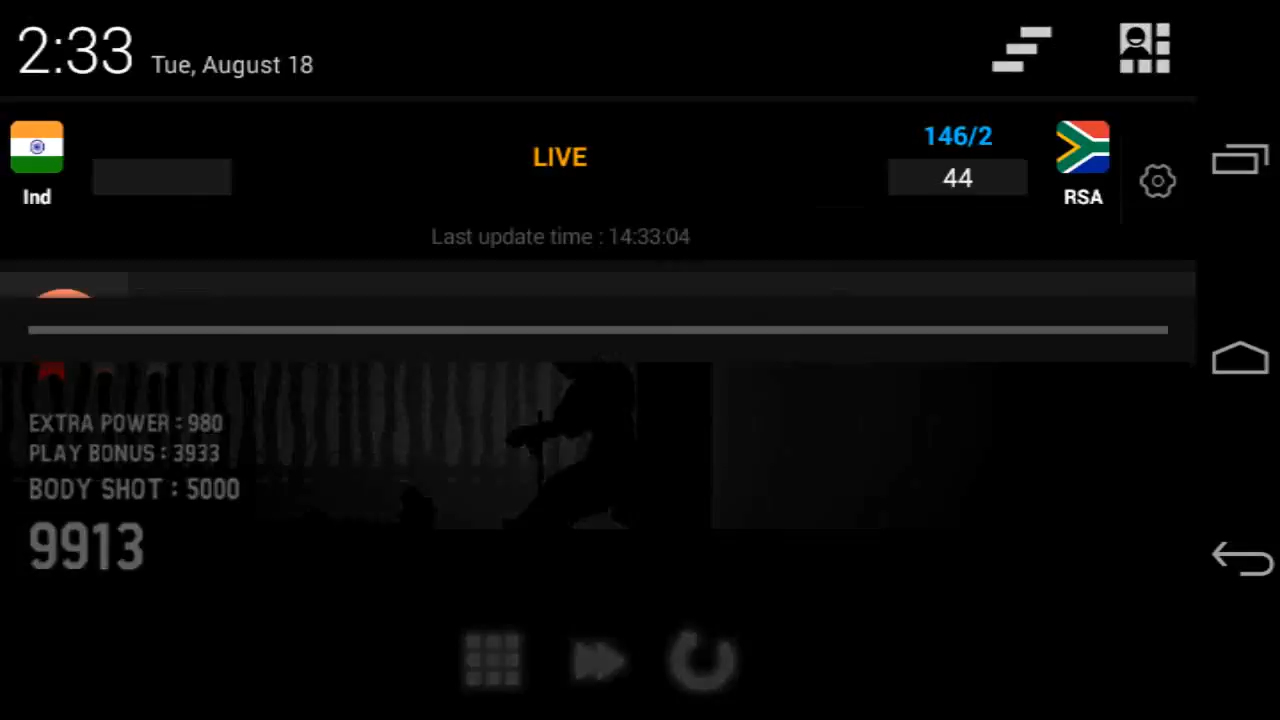 2:33 Tue, August 18
146/2
LIVE
44
Ind
RSA
Last update time : 14:33:04
EXTRA POWER : 980
PLAY BONUS : 3933
BODY SHOT : 5000
9913